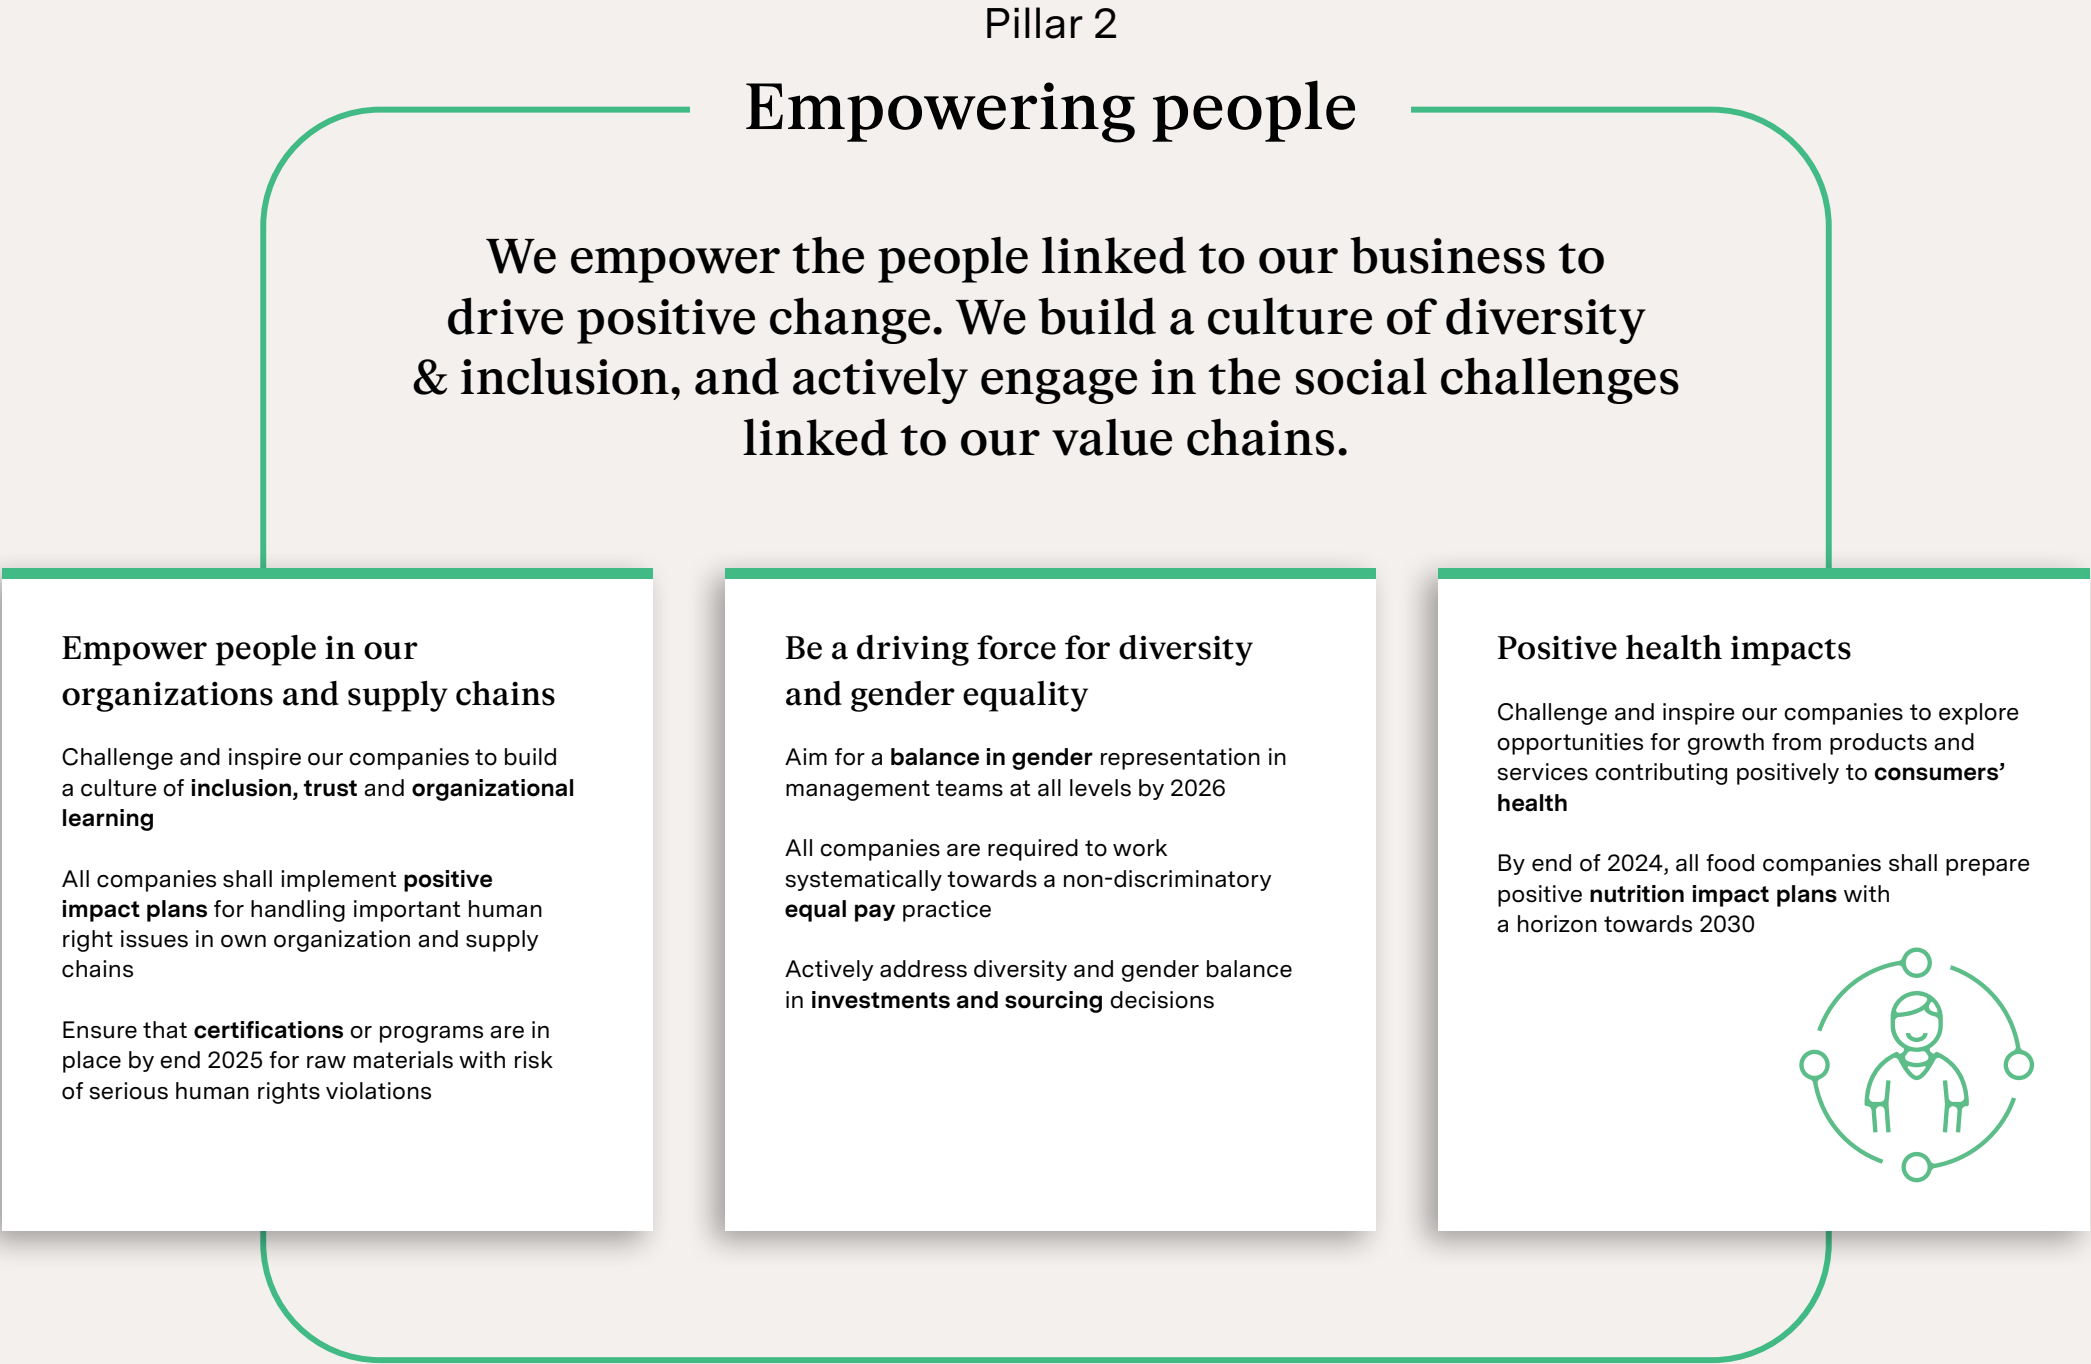 Pillar 2
Empowering people
We empower the people linked to our business to
drive positive change. We build a culture of diversity
& inclusion, and actively engage in the social challenges
linked to our value chains.
Empower people in our
organizations and supply chains
Challenge and inspire our companies to build
a culture of inclusion, trust and organizational
learning
All companies shall implement positive
impact plans for handling important human
right issues in own organization and supply
chains
Ensure that certifications or programs are in
place by end 2025 for raw materials with risk
of serious human rights violations
Be a driving force for diversity
and gender equality
Aim for a balance in gender representation in
management teams at all levels by 2026
All companies are required to work
systematically towards a non-discriminatory
equal pay practice
Actively address diversity and gender balance
in investments and sourcing decisions
Positive health impacts
Challenge and inspire our companies to explore
opportunities for growth from products and
services contributing positively to consumers’
health
By end of 2024, all food companies shall prepare
positive nutrition impact plans with
a horizon towards 2030